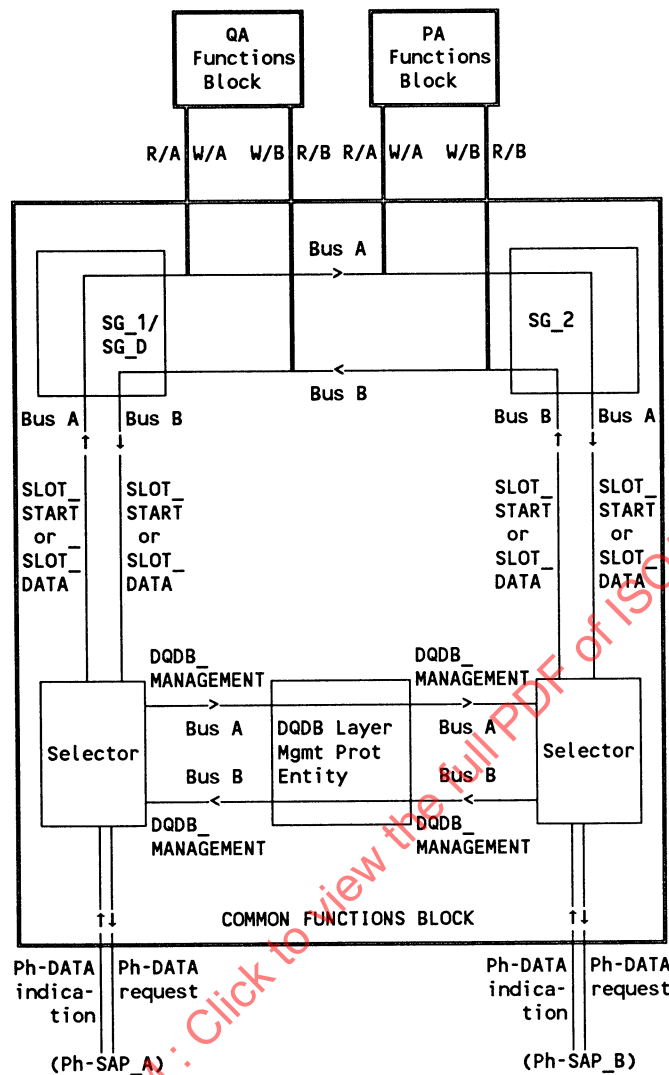 QA
Functions
Block
PA
Functions
Block
R/A W/A W/B R/B R/A W/A W/B R/B
Bus A
>
SG_1/
SG_D
SG_2
<
Bus B
Bus A Bus B
Bus B Bus A
↑ ↓
↑ ↓
SLOT_
START
or _
SLOT_
DATA
SLOT_
START
or
SLOT_
DATA
SLOT_
START
or
SLOT_
DATA
SLOT_
START
or
SLOT_
DATA
DQDB_
MANAGEMENT
DQDB_
MANAGEMENT
>
>
Bus A
Bus A
Selector
DQDB Layer
Mgmt Prot
Entity
Selector
Bus B
Bus B
<
<
DQDB_
MANAGEMENT
DQDB_
MANAGEMENT
↑↓
COMMON FUNCTIONS BLOCK
↑↓
Ph-DATA
indica-
tion
Ph-DATA
request
Ph-DATA
indica-
tion
Ph-DATA
request
(Ph-SAP_A)
(Ph-SAP_B)
: Click to view the full PDF of ISO